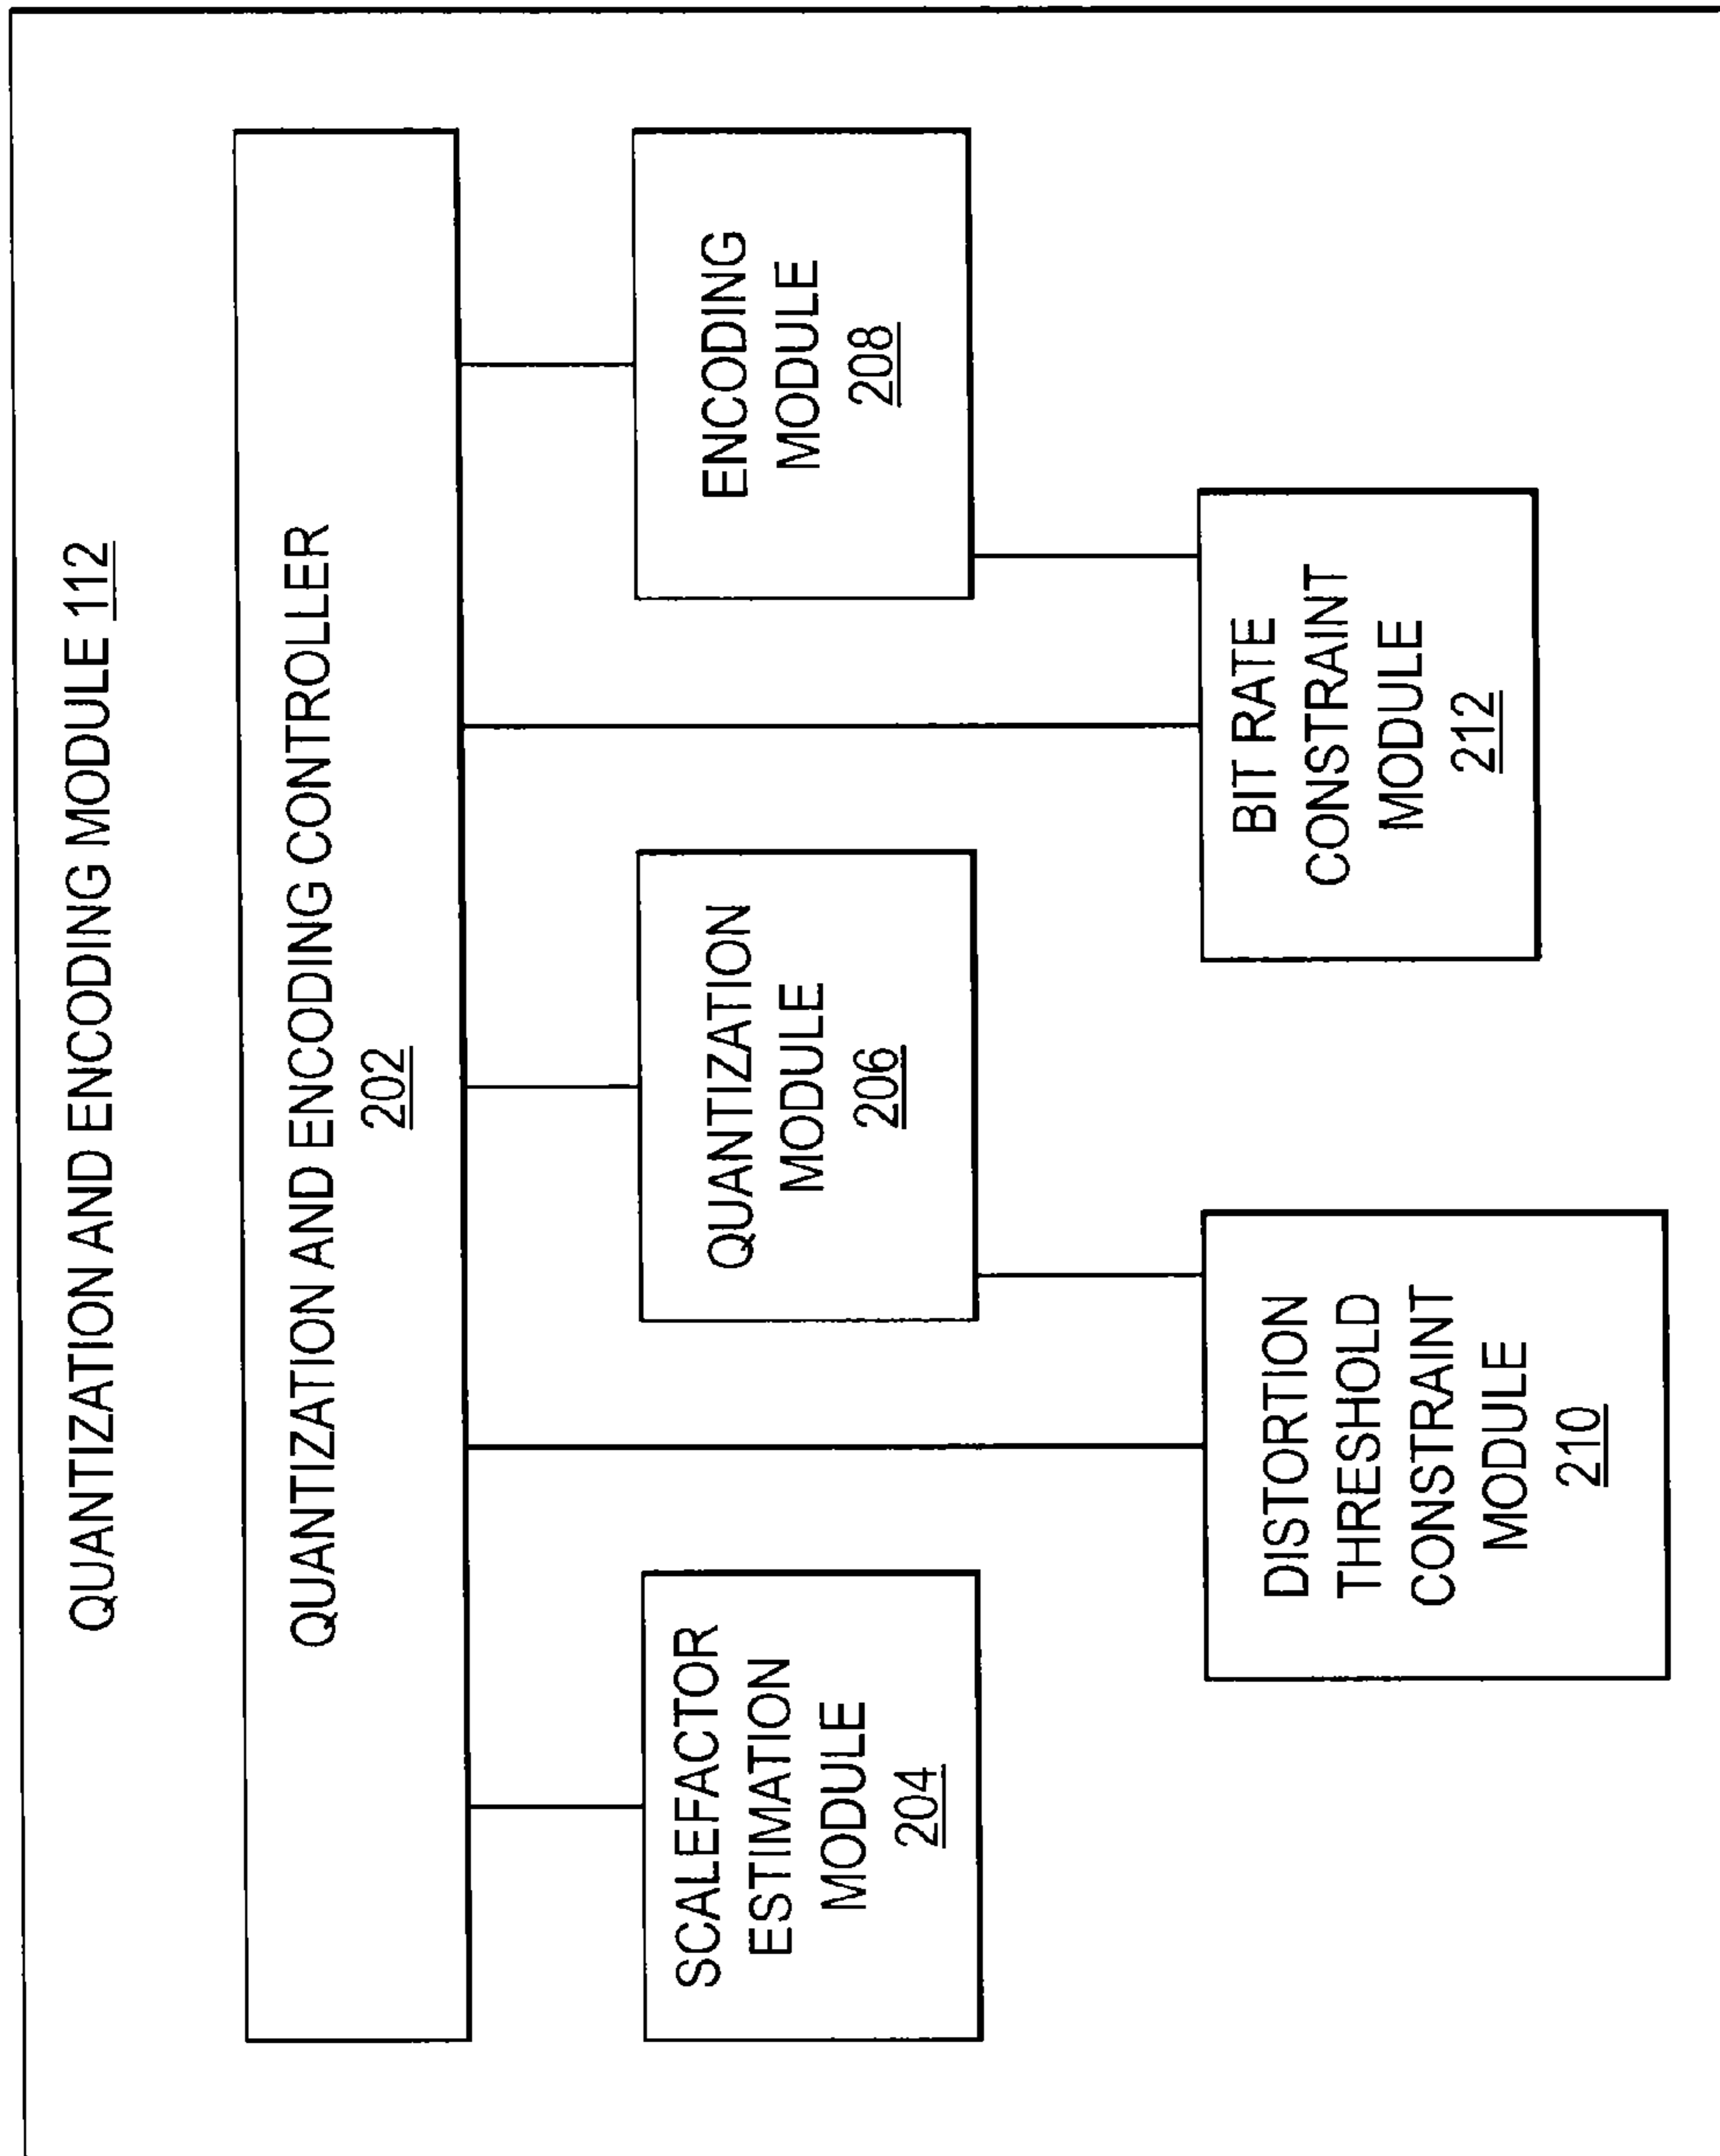 QUANTIZATION AND ENCODING MODULE 112
QUANTIZATION AND ENCODING CONTROLLER
202
SCALEFACTOR
ESTIMATION
MODULE
204
QUANTIZATION
MODULE
206
ENCODING
MODULE
208
DISTORTION
THRESHOLD
CONSTRAINT
MODULE
210
BIT RATE
CONSTRAINT
MODULE
212